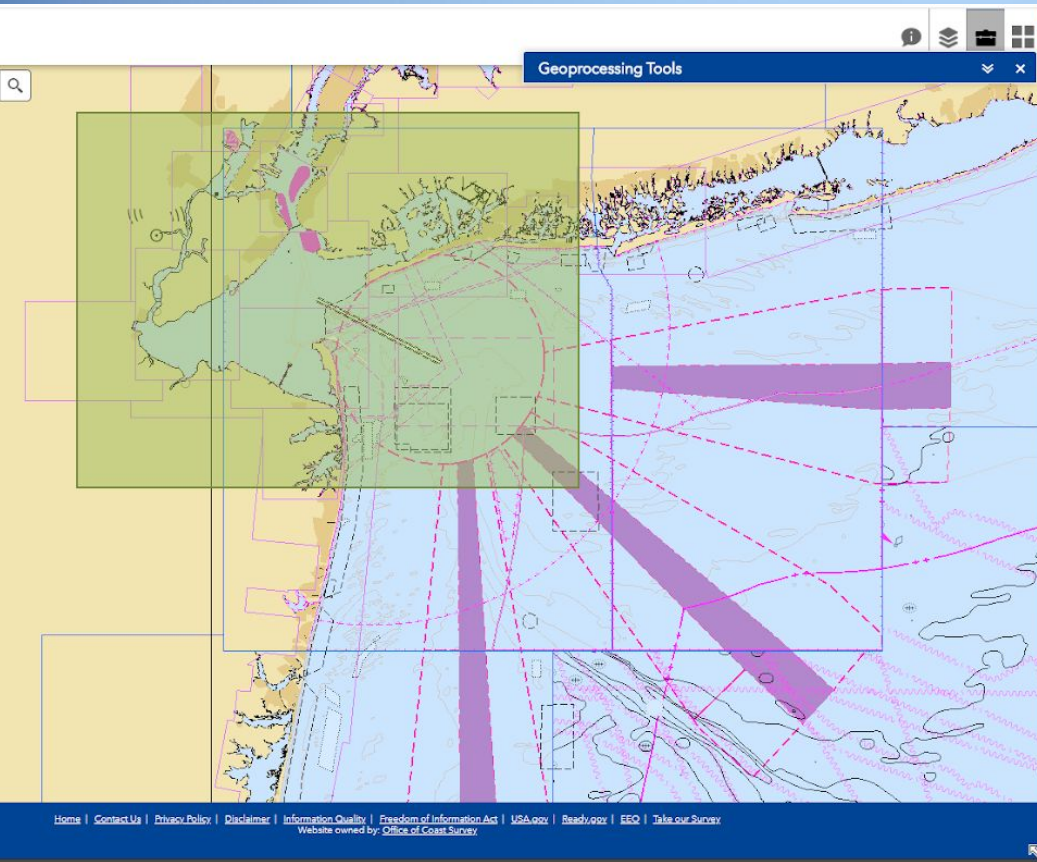 Geoprocessing Tools
Home | Contact Us | Privacy Policy | Disclaimer | Information Quality | Freedom of Information Act | USA.gov | Ready.gov | EEO | Take our Survey
Website owned by: Office of Coast Survey